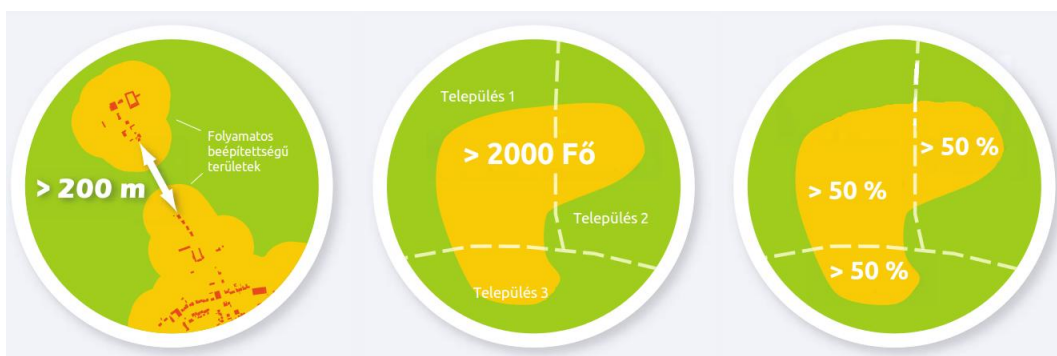 Folyamatos
beépítettségű
területek
> 200 m
Település 1
> 2000 Fő
Település 2
Település 3
> 50 %
> 50 %
> 50 %